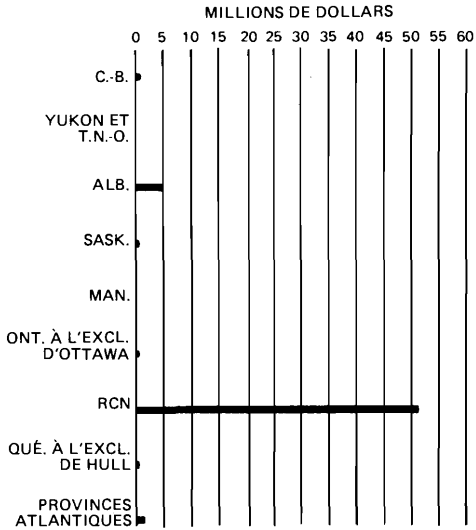 MILLIONS DE DOLLARS
0 5 10 15 20 25 30 35 40 45 50 55 60
C.-B.
YUKON ET
T.N.-O.
ALB.
SASK.
MAN.
ONT. À L'EXCL.
D'OTTAWA
RCN
QUÉ. À L'EXCL.
DE HULL
PROVINCES
ATLANTIQUES